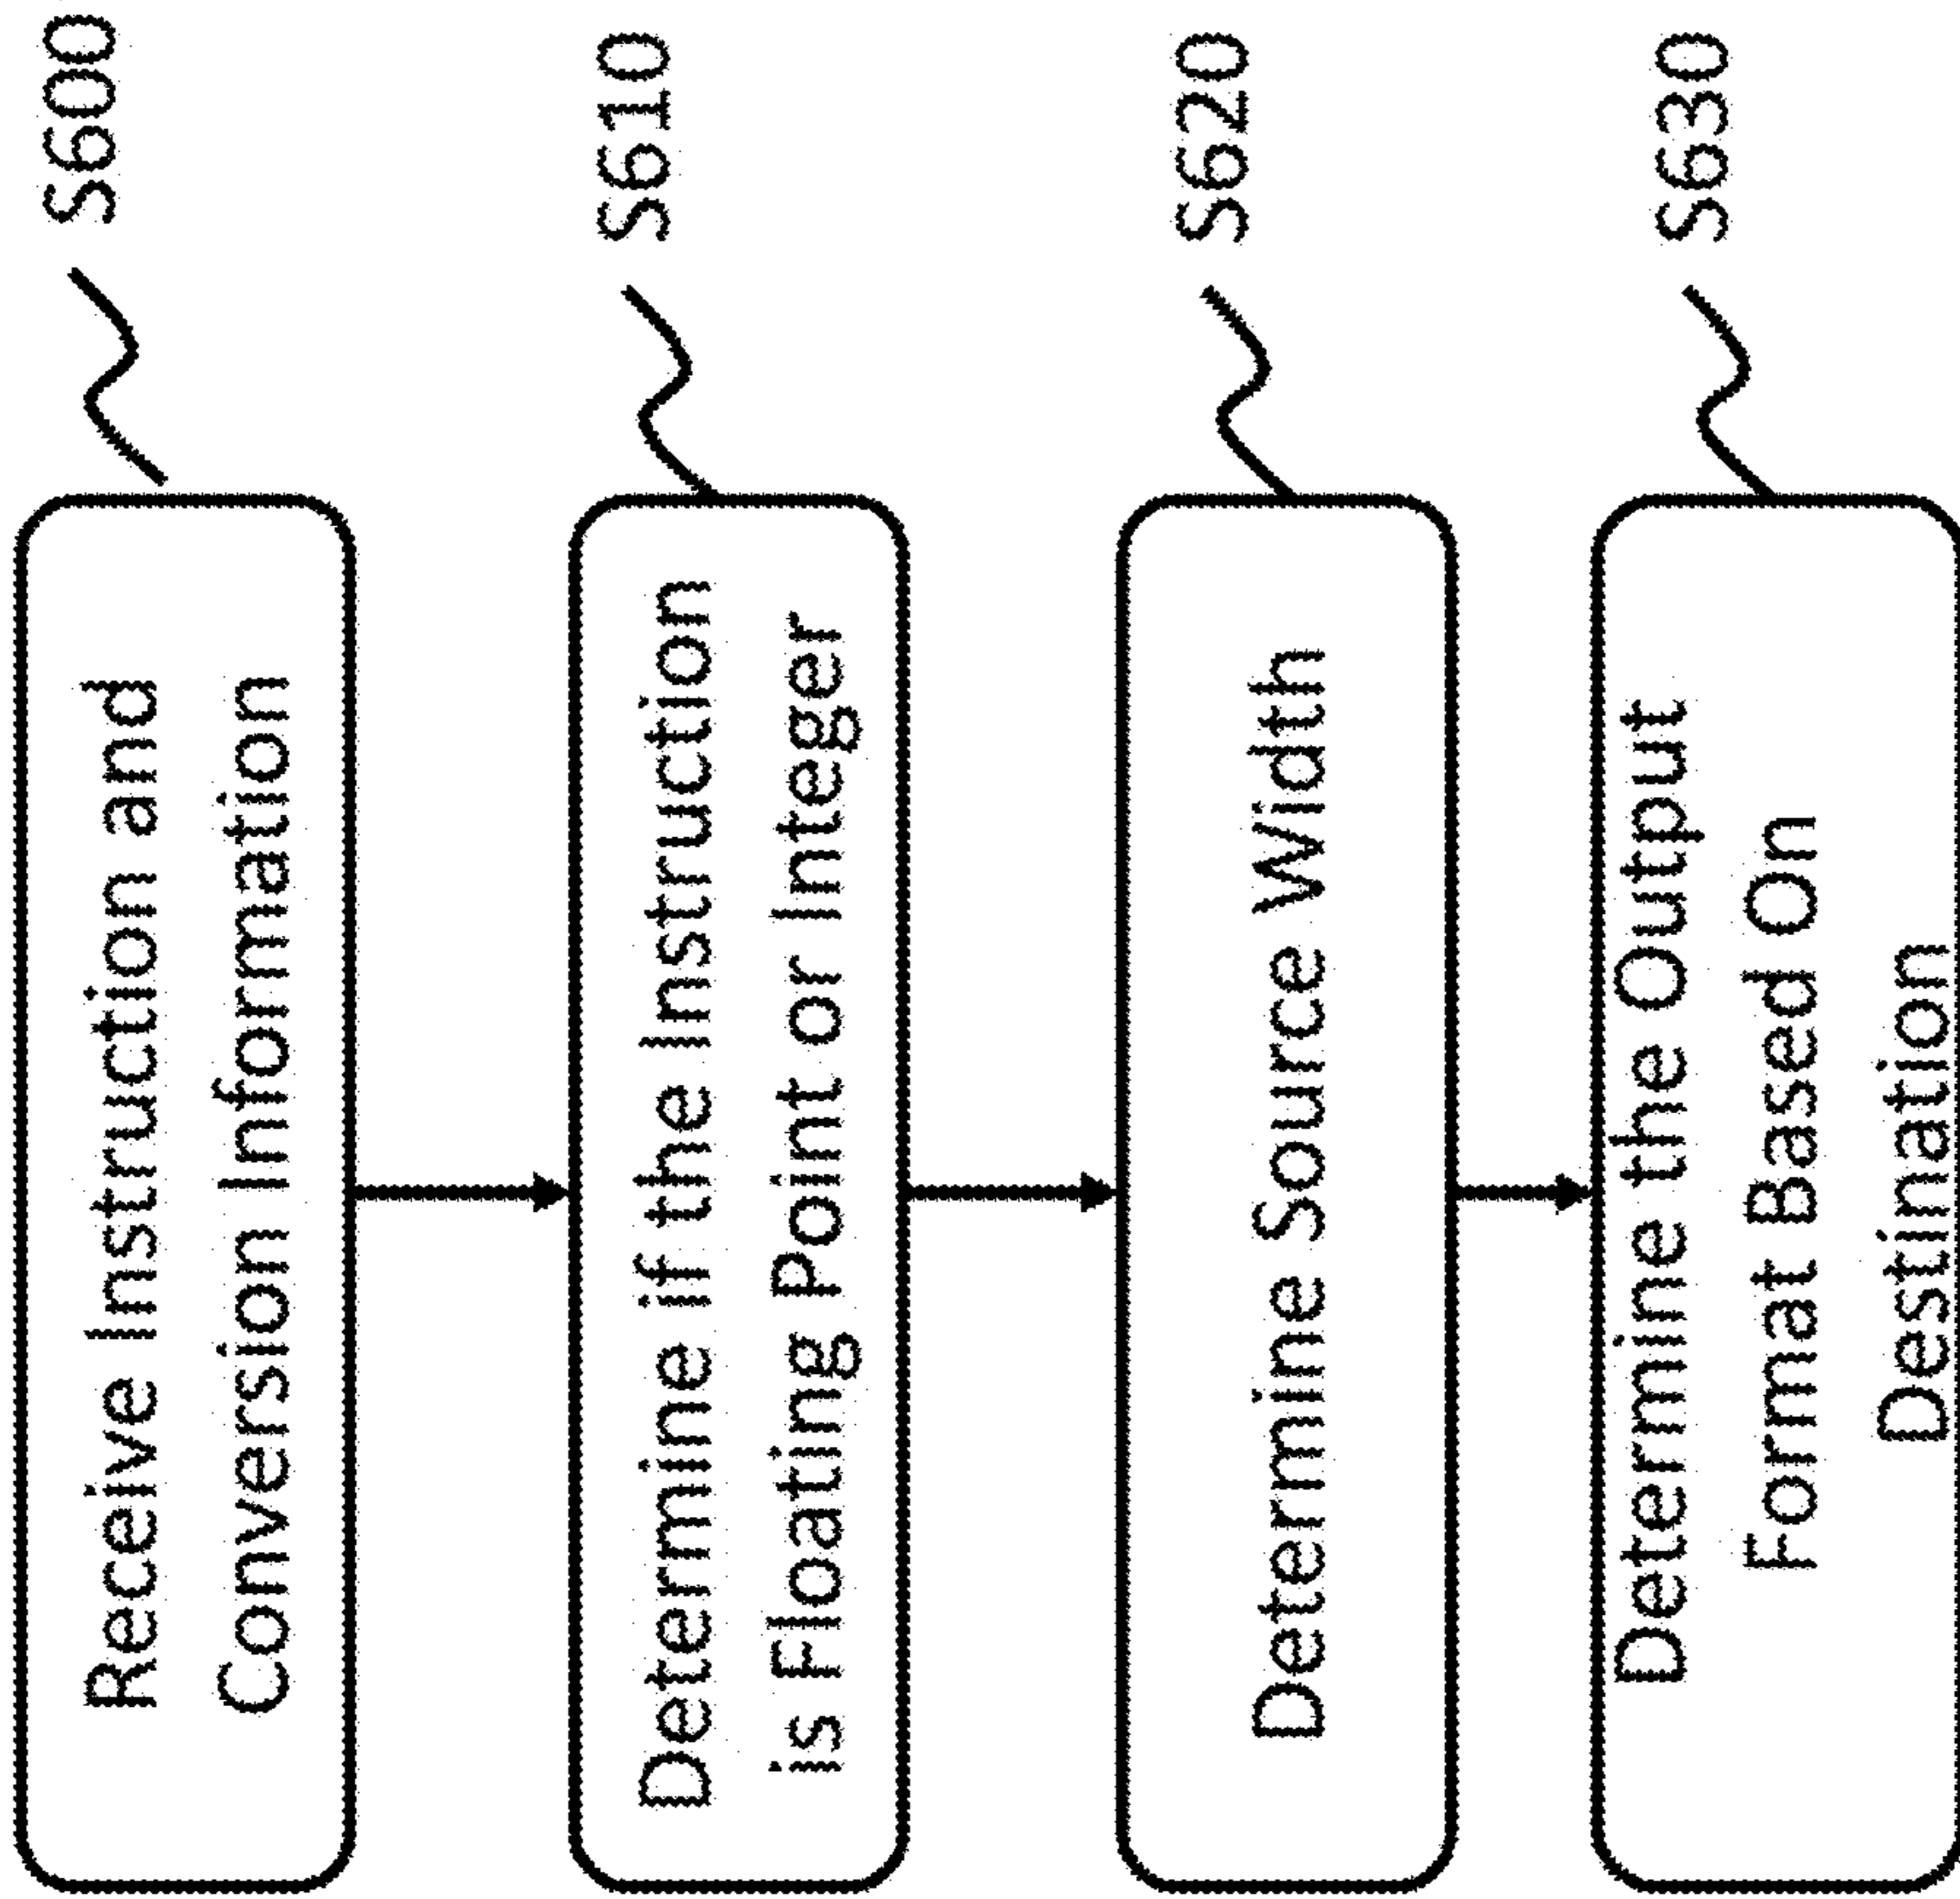 Receive Instruction and
Conversion Information
S600
Determine if the Instruction
is Floating Point or Integer
S610
Determine Source Width
S620
Determine the Output
Format Based On
Destination
S630